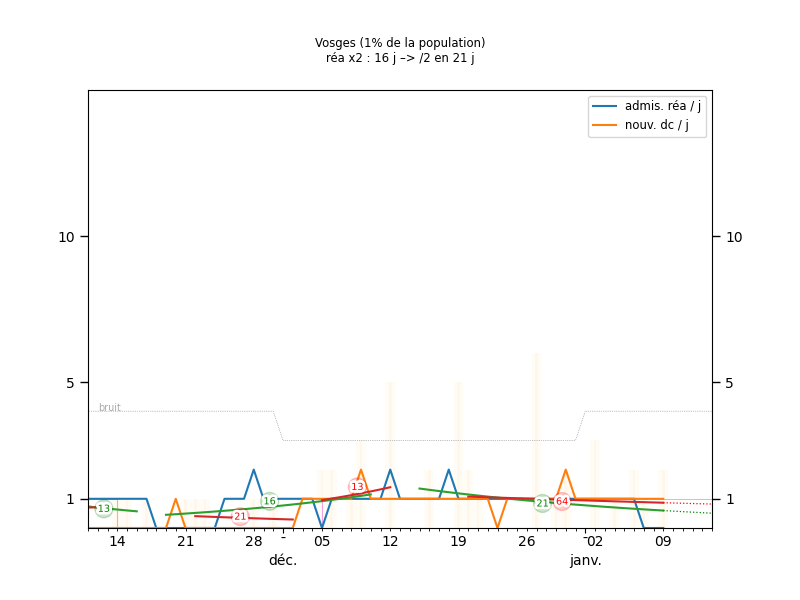 Vosges (1% de la population)
réa x2 : 16 j –> /2 en 21 j
admis. réa / j
nouv. dc / j
10 10
5 5
bruit
1 1
13 21 16 13 21 64
14 21 28 - 05 12 19 26 - 02 09
déc. janv.